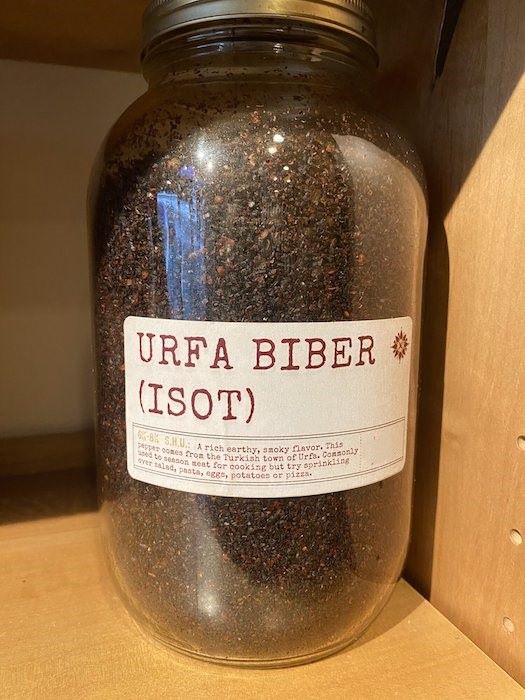 URFA BIBER
(ISOT)
6K-8K S.H.U.: A rich earthy, smoky flavor. This
pepper comes from the Turkish town of Urfa. Commonly
used to season meat for cooking but try sprinkling
over salad, pasta, eggs, potatoes or pizza.